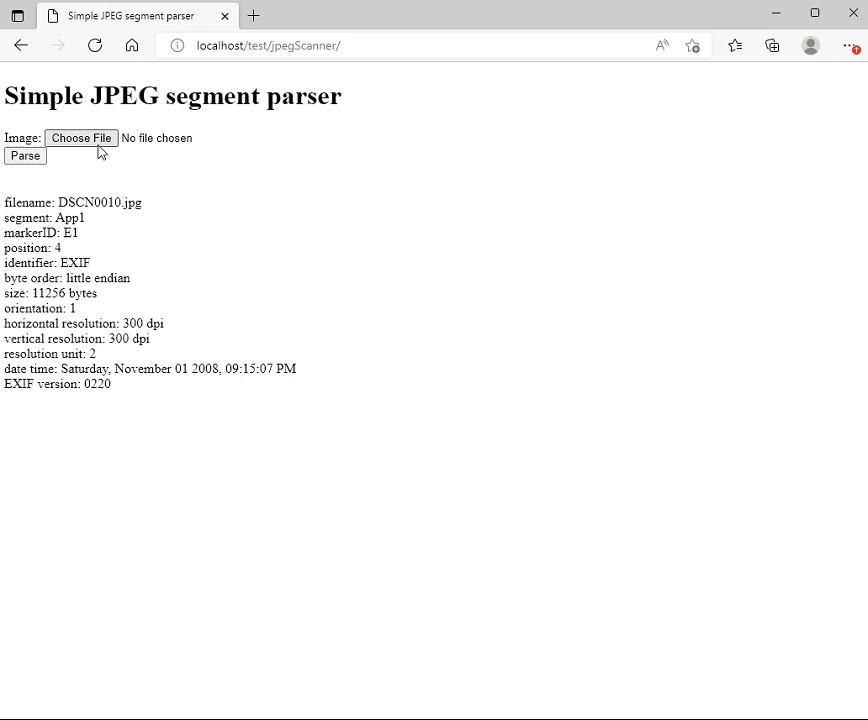 Simple JPEG segment parser
localhost/test/jpegScanner/
Simple JPEG segment parser
Image: Choose File No file chosen
Parse
filename: DSCN0010.jpg
segment: App1
markerID: E1
position: 4
identifier: EXIF
byte order: little endian
size: 11256 bytes
orientation: 1
horizontal resolution: 300 dpi
vertical resolution: 300 dpi
resolution unit: 2
date time: Saturday, November 01 2008, 09:15:07 PM
EXIF version: 0220